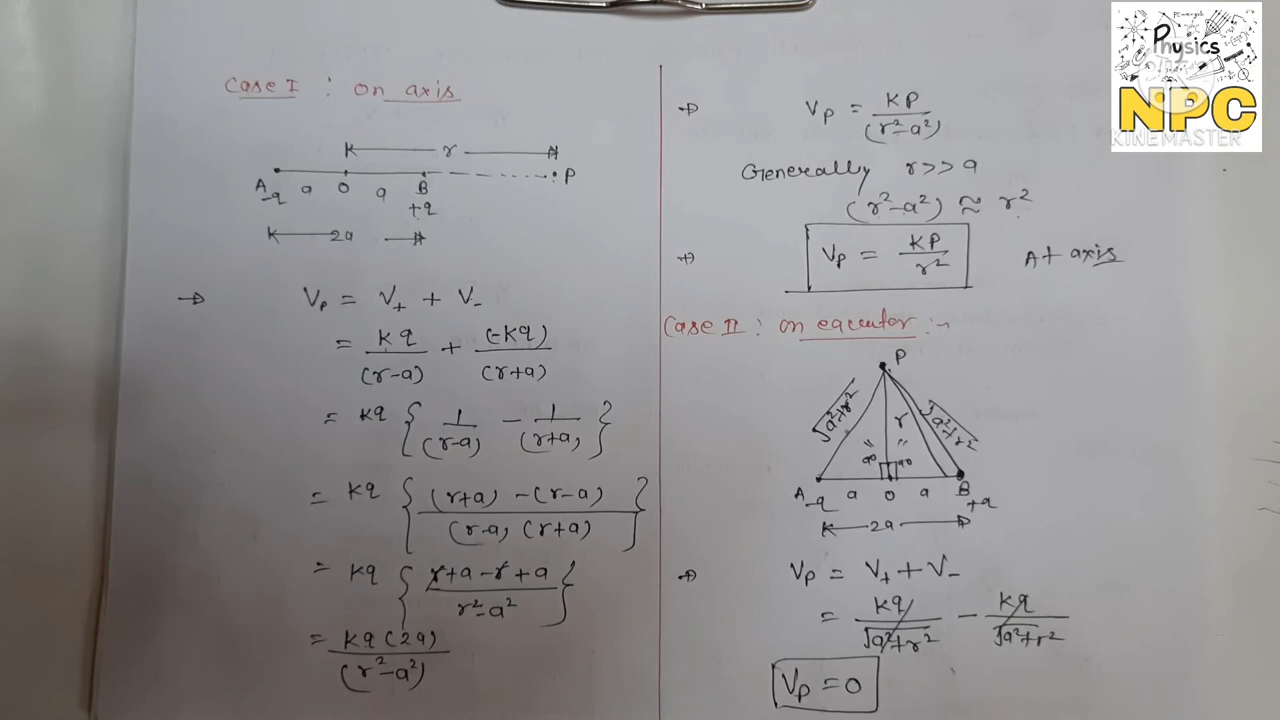 Case I : on axis
r
A O B P
-q a a +q
2a
⇒ Vp = V+ + V-
= Kq/(r-a) + (-Kq)/(r+a)
= Kq { 1/(r-a) - 1/(r+a) }
= Kq { (r+a) - (r-a) / (r-a) (r+a) }
= Kq { r+a-r+a / r²-a² }
= Kq(2a)/(r²-a²)
⇒ Vp = KP/(r²-a²)
Generally r>>a
(r²-a²) ≈ r²
⇒ Vp = KP/r² At axis
Case II : on equator :-
P
√a²+r² r √a²+r²
90 90
A -q a O a B +q
2a
⇒ Vp = V+ + V-
= Kq/√a²+r² - Kq/√a²+r²
Vp = 0
Physics
NPC
KINEMASTER